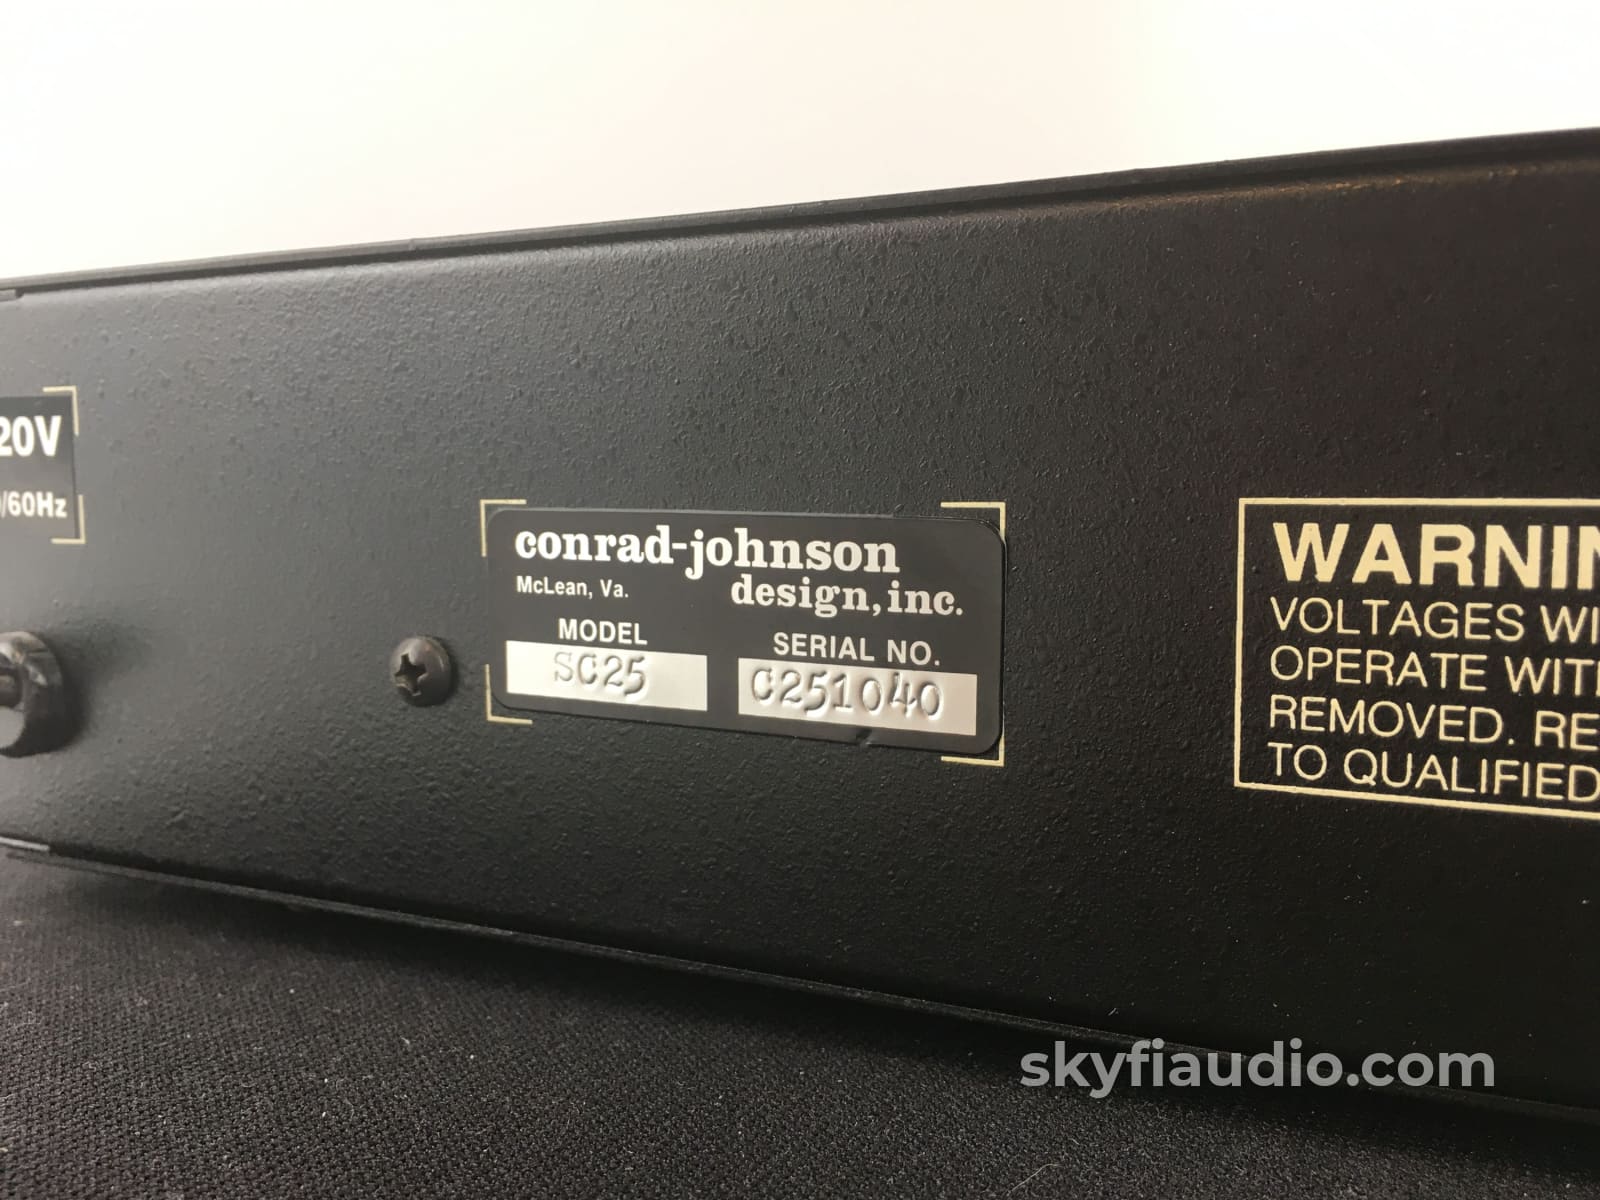 20V
/60Hz
conrad-johnson
McLean, Va.
design, inc.
MODEL
SERIAL NO.
SC25
C251040
WARNIN
VOLTAGES WI
OPERATE WIT
REMOVED. RE
TO QUALIFIED
skyfiaudio.com